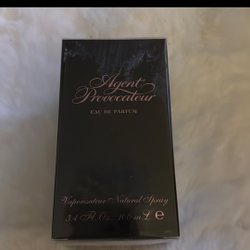 Agent
Provocateur
EAU DE PARFUM
Vaporisateur Natural Spray
3.4 Fl. Oz. 100 mL e